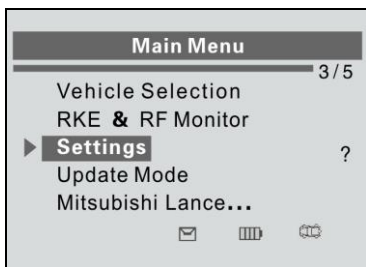 Main Menu
3/5
Vehicle Selection
RKE & RF Monitor
Settings
?
Update Mode
Mitsubishi Lance...